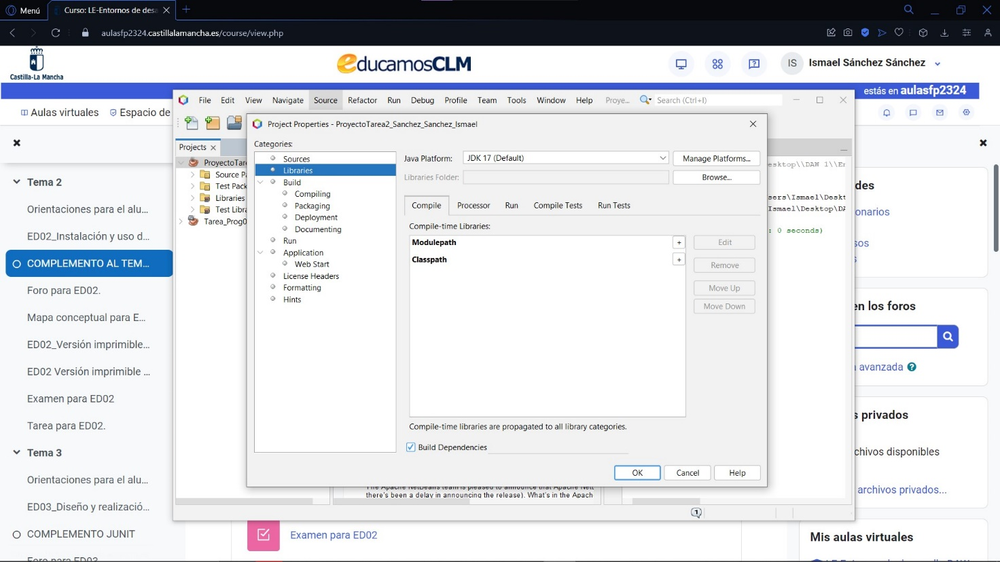 Menú
Curso: LE-Entornos de desa
aulasfp2324.castillalamancha.es/course/view.php
Castilla-La Mancha
educamosCLM
IS
Ismael Sánchez Sánchez
estás en aulasfp2324
Aulas virtuales
Espacio de
File Edit View Navigate Source Refactor Run Debug Profile Team Tools Window Help Proye... Search (Ctrl+I)
Project Properties - ProyectoTarea2_Sanchez_Sanchez_Ismael
Projects
ProyectoTare
Source Pa
Test Pack
Libraries
Test Libra
Tarea_Prog0
Categories:
Sources
Libraries
Build
Compiling
Packaging
Deployment
Documenting
Run
Application
Web Start
License Headers
Formatting
Hints
Java Platform: JDK 17 (Default) Manage Platforms...
Libraries Folder: Browse...
Compile Processor Run Compile Tests Run Tests
Compile-time Libraries:
Modulepath +
Classpath +
Edit
Remove
Move Up
Move Down
Compile-time libraries are propagated to all library categories.
Build Dependencies
OK Cancel Help
esktop\\DAW 1\\En
sers\Ismael\Deskt
Ismael\Desktop\DA
: 0 seconds)
The Apache NetBeans team is pleased to announce that Apache Net
there's been a delay in announcing the release). What's in the Apach
1
Tema 2
Orientaciones para el alu...
ED02_Instalación y uso d...
COMPLEMENTO AL TEM...
Foro para ED02.
Mapa conceptual para E...
ED02_Versión imprimible...
ED02 Versión imprimible ...
Examen para ED02
Tarea para ED02.
Tema 3
Orientaciones para el alu...
ED03_Diseño y realizació...
COMPLEMENTO JUNIT
Foro para ED03
Examen para ED02
des
onarios
sos
s
en los foros
avanzada
s privados
chivos disponibles
archivos privados...
Mis aulas virtuales